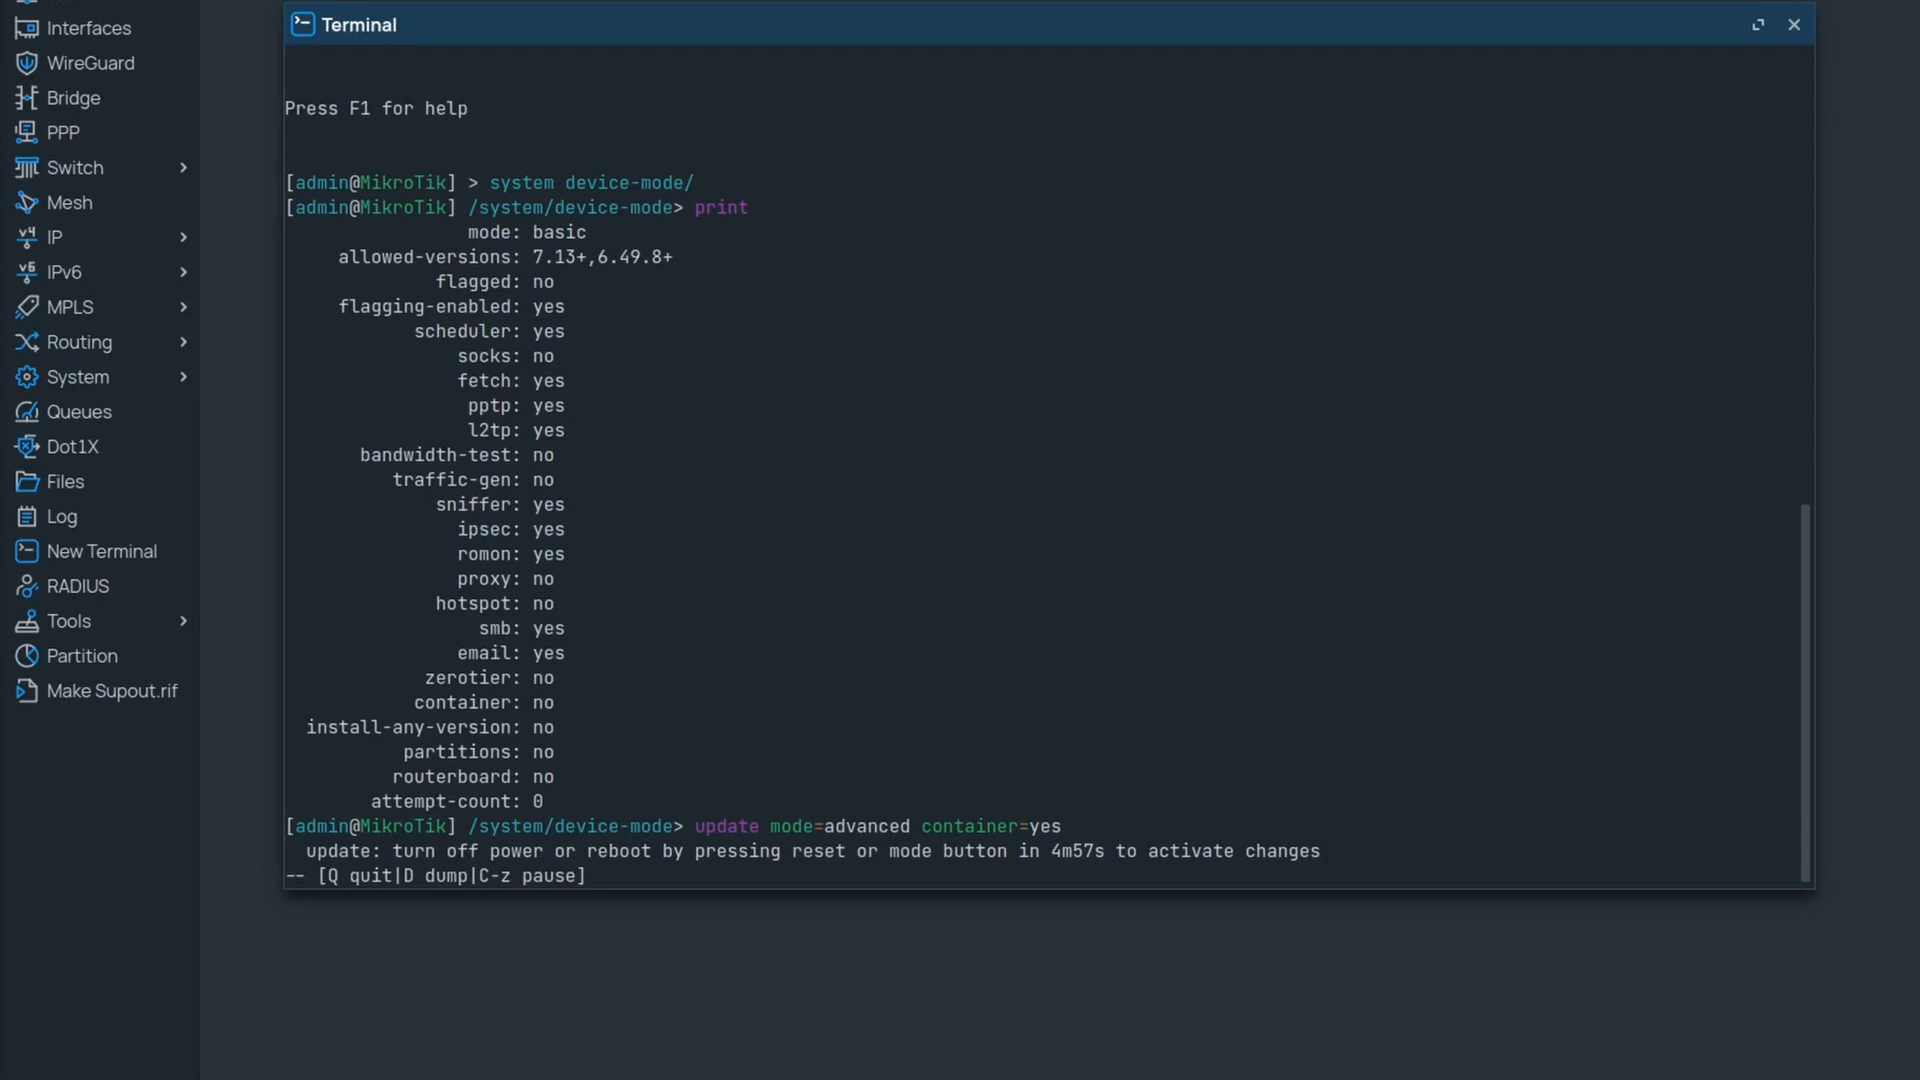 Interfaces
WireGuard
Bridge
PPP
Switch
Mesh
v4 IP
v6 IPv6
MPLS
Routing
System
Queues
Dot1X
Files
Log
New Terminal
RADIUS
Tools
Partition
Make Supout.rif
Terminal
Press F1 for help
[admin@MikroTik] > system device-mode/
[admin@MikroTik] /system/device-mode> print
mode: basic
allowed-versions: 7.13+,6.49.8+
flagged: no
flagging-enabled: yes
scheduler: yes
socks: no
fetch: yes
pptp: yes
l2tp: yes
bandwidth-test: no
traffic-gen: no
sniffer: yes
ipsec: yes
romon: yes
proxy: no
hotspot: no
smb: yes
email: yes
zerotier: no
container: no
install-any-version: no
partitions: no
routerboard: no
attempt-count: 0
[admin@MikroTik] /system/device-mode> update mode=advanced container=yes
update: turn off power or reboot by pressing reset or mode button in 4m57s to activate changes
-- [Q quit|D dump|C-z pause]